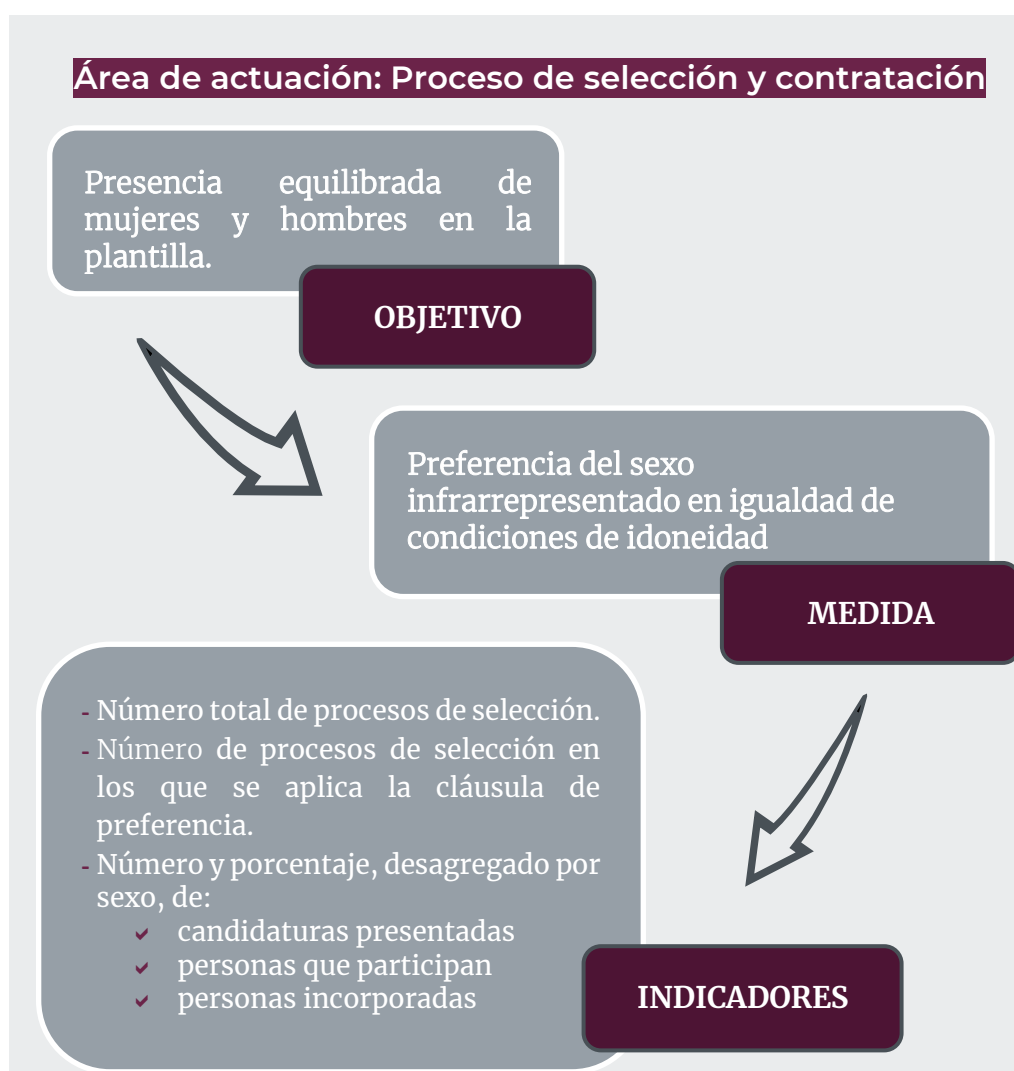 Área de actuación: Proceso de selección y contratación
Presencia equilibrada de
mujeres y hombres en la
plantilla.
OBJETIVO
Preferencia del sexo
infrarrepresentado en igualdad de
condiciones de idoneidad
MEDIDA
- Número total de procesos de selección.
- Número de procesos de selección en
los que se aplica la cláusula de
preferencia.
- Número y porcentaje, desagregado por
sexo, de:
✓ candidaturas presentadas
✓ personas que participan
✓ personas incorporadas
INDICADORES